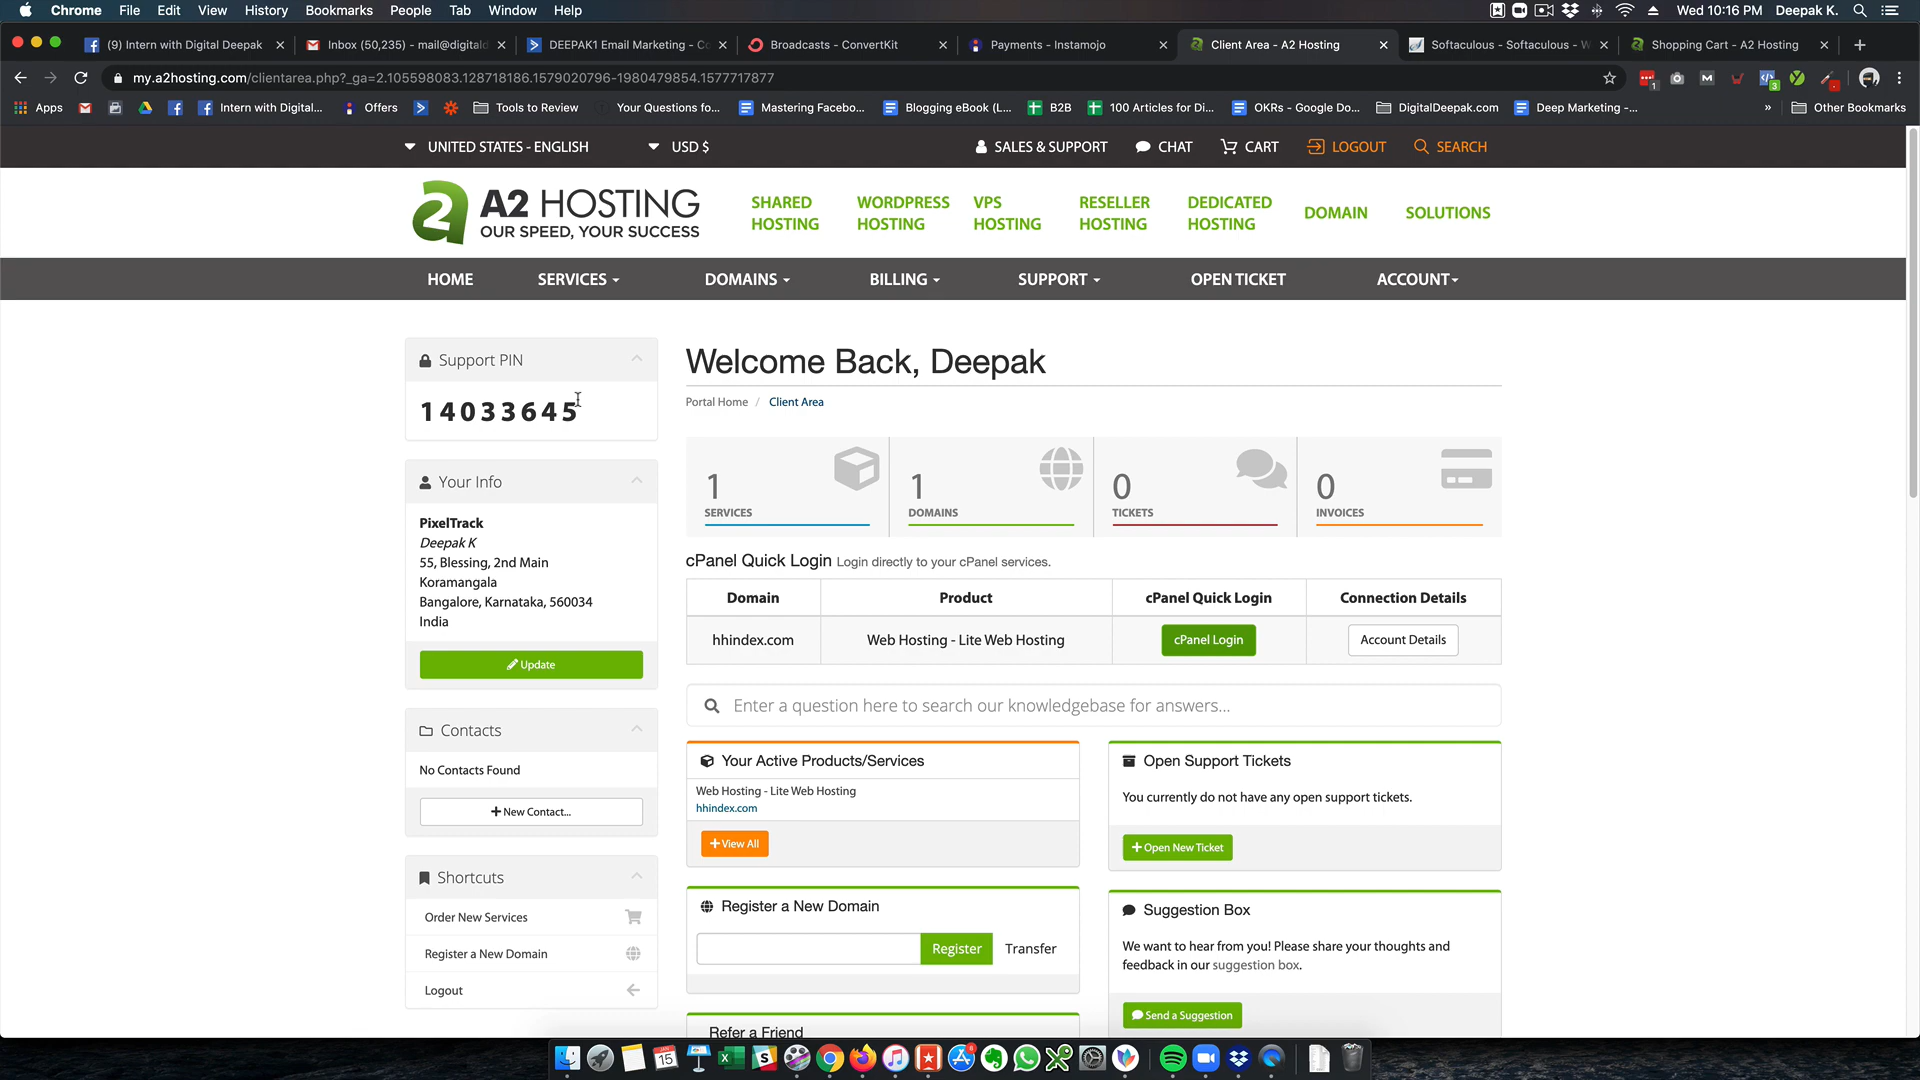 Chrome File Edit View History Bookmarks People Tab Window Help
Wed 10:16 PM Deepak K.
(9) Intern with Digital Deepak
Inbox (50,235) - mail@digitald
DEEPAK1 Email Marketing - Co
Broadcasts - ConvertKit
Payments - Instamojo
Client Area - A2 Hosting
Softaculous - Softaculous - W
Shopping Cart - A2 Hosting
my.a2hosting.com/clientarea.php?_ga=2.105598083.128718186.1579020796-1980479854.1577717877
Apps Intern with Digital... Offers Tools to Review Your Questions fo... Mastering Facebo... Blogging eBook (L... B2B 100 Articles for Di... OKRs - Google Do... DigitalDeepak.com Deep Marketing -... » Other Bookmarks
UNITED STATES - ENGLISH USD $ SALES & SUPPORT CHAT CART LOGOUT SEARCH
A2 HOSTING
OUR SPEED, YOUR SUCCESS
SHARED HOSTING
WORDPRESS HOSTING
VPS HOSTING
RESELLER HOSTING
DEDICATED HOSTING
DOMAIN
SOLUTIONS
HOME SERVICES DOMAINS BILLING SUPPORT OPEN TICKET ACCOUNT
Support PIN
14033645
Your Info
PixelTrack
Deepak K
55, Blessing, 2nd Main
Koramangala
Bangalore, Karnataka, 560034
India
Update
Contacts
No Contacts Found
New Contact...
Shortcuts
Order New Services
Register a New Domain
Logout
Welcome Back, Deepak
Portal Home / Client Area
1
SERVICES
1
DOMAINS
0
TICKETS
0
INVOICES
cPanel Quick Login Login directly to your cPanel services.
Domain Product cPanel Quick Login Connection Details
hhindex.com Web Hosting - Lite Web Hosting cPanel Login Account Details
Enter a question here to search our knowledgebase for answers...
Your Active Products/Services
Web Hosting - Lite Web Hosting
hhindex.com
View All
Open Support Tickets
You currently do not have any open support tickets.
Open New Ticket
Register a New Domain
Register Transfer
Suggestion Box
We want to hear from you! Please share your thoughts and
feedback in our suggestion box.
Send a Suggestion
Refer a Friend